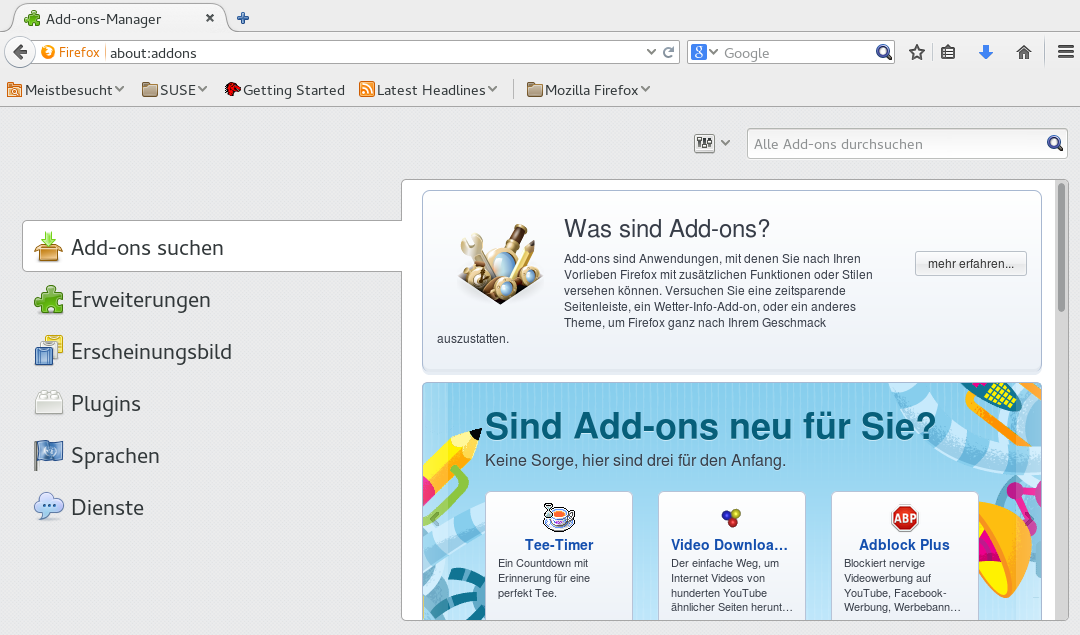 Add-ons-Manager
Firefox about:addons
Google
Meistbesucht SUSE Getting Started Latest Headlines Mozilla Firefox
Alle Add-ons durchsuchen
Add-ons suchen
Erweiterungen
Erscheinungsbild
Plugins
Sprachen
Dienste
Was sind Add-ons?
Add-ons sind Anwendungen, mit denen Sie nach Ihren
Vorlieben Firefox mit zusätzlichen Funktionen oder Stilen
versehen können. Versuchen Sie eine zeitsparende
Seitenleiste, ein Wetter-Info-Add-on, oder ein anderes
Theme, um Firefox ganz nach Ihrem Geschmack
auszustatten.
mehr erfahren...
Sind Add-ons neu für Sie?
Keine Sorge, hier sind drei für den Anfang.
Tee-Timer
Ein Countdown mit
Erinnerung für eine
perfekt Tee.
Video Downloa...
Der einfache Weg, um
Internet Videos von
hunderten YouTube
ähnlicher Seiten herunt...
ABP
Adblock Plus
Blockiert nervige
Videowerbung auf
YouTube, Facebook-
Werbung, Werbebann...